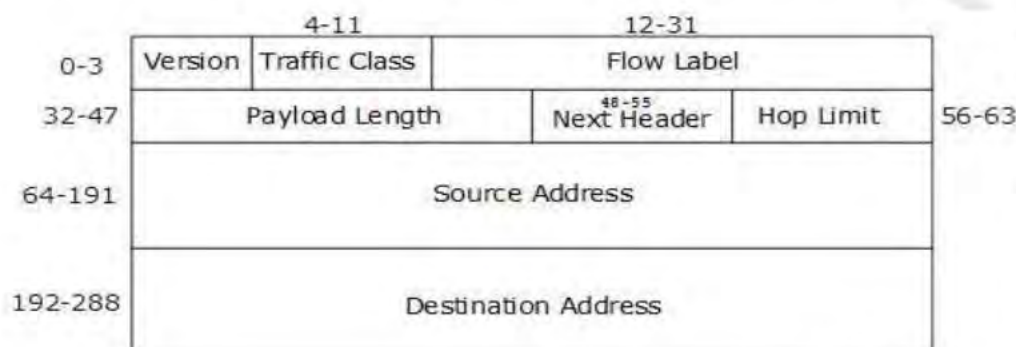 4-11 12-31
0-3 Version Traffic Class Flow Label
48-55
32-47 Payload Length Next Header Hop Limit 56-63
64-191 Source Address
192-288 Destination Address